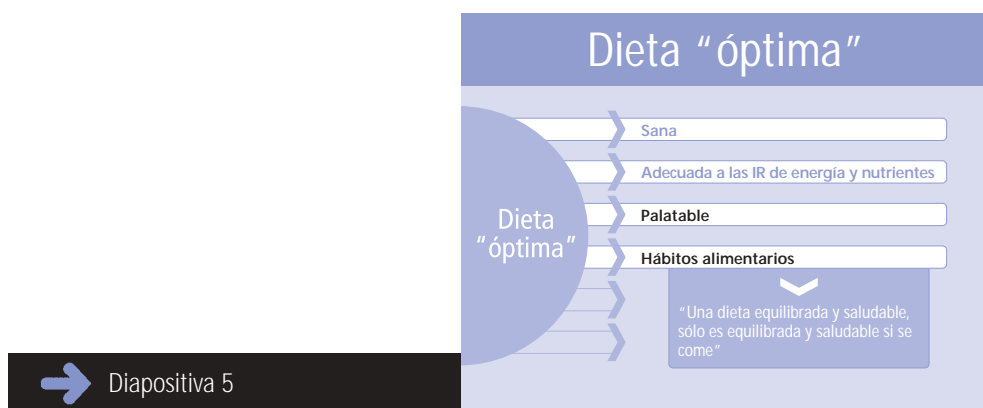 Dieta “óptima”
Sana
Adecuada a las IR de energía y nutrientes
Palatable
Hábitos alimentarios
Dieta
“óptima”
“Una dieta equilibrada y saludable,
sólo es equilibrada y saludable si se
come”
Diapositiva 5